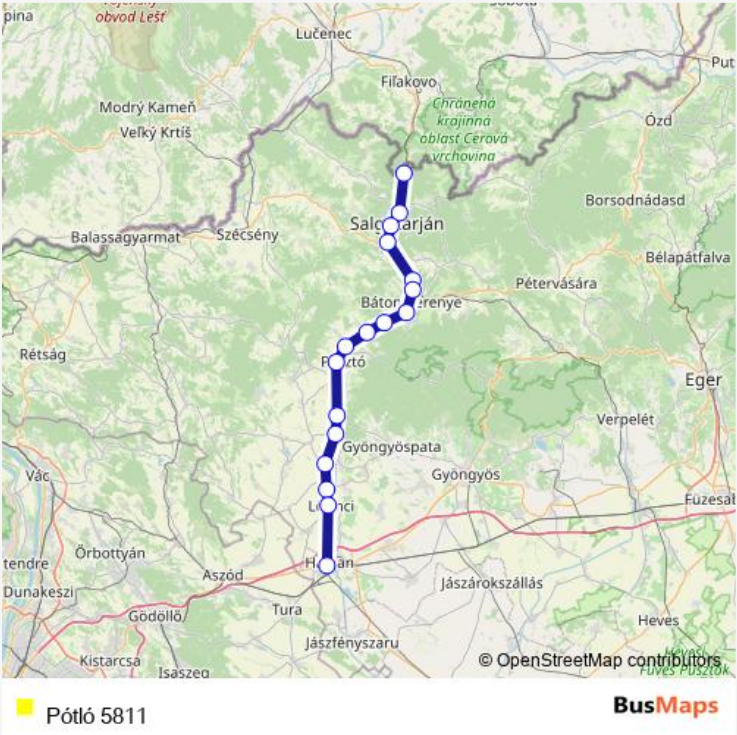 pina
Vojenský
obvod Lešť
Lučenec
Fiľakovo
Put
Modrý Kameň
Veľký Krtíš
Chránená
krajinná
oblasť Cerová
vrchovina
Ózd
Borsodnádasd
Balassagyarmat
Szécsény
Bélapátfalva
Pétervására
Rétság
Eger
Verpelét
Gyöngyöspata
Vác
Gyöngyös
Füzesab
Örbottyán
tendre
Aszód
Dunakeszi
Jászárokszállás
Gödöllő
Tura
Heves
Jászfényszaru
Kistarcsa
Isaszeg
© OpenStreetMap contributors
Pótló 5811
BusMaps